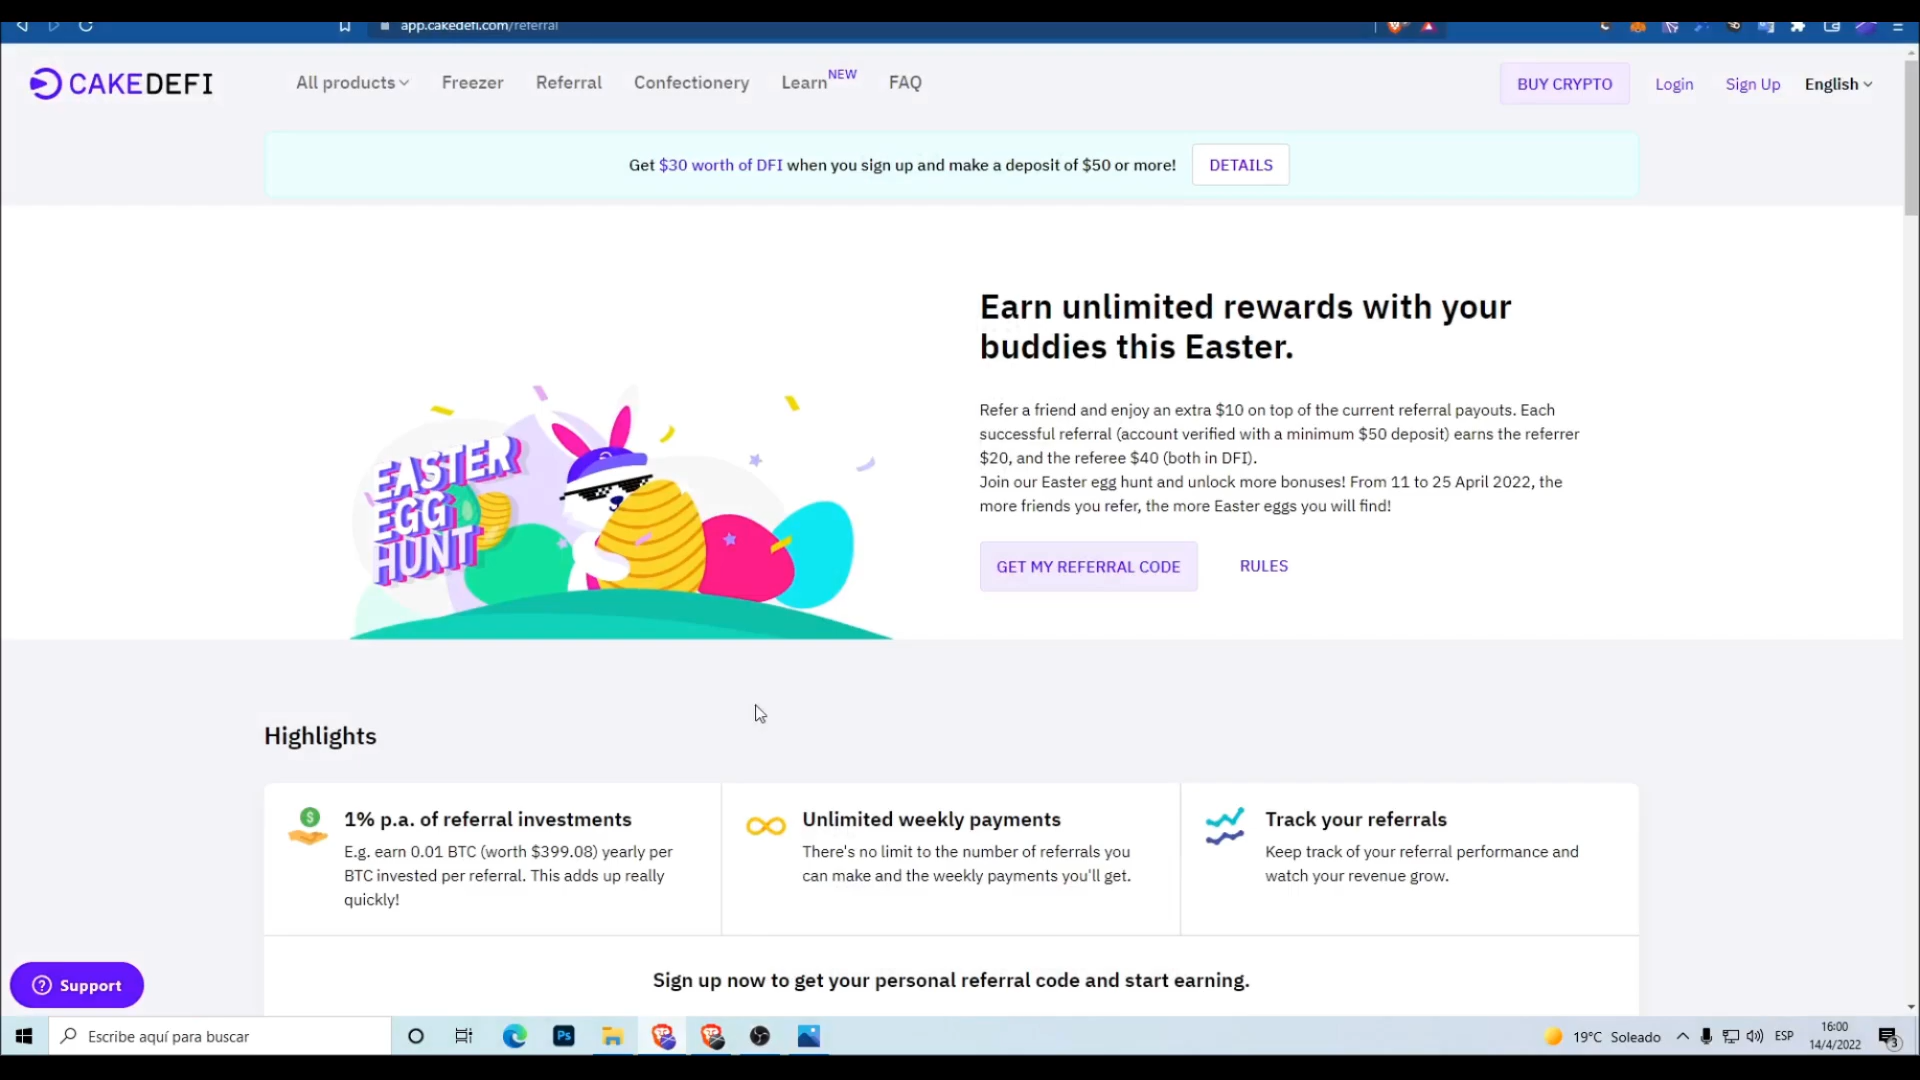 app.cakedefi.com/referral
CAKEDEFI
All products
Freezer
Referral
Confectionery
Learn NEW
FAQ
BUY CRYPTO
Login
Sign Up
English
Get $30 worth of DFI when you sign up and make a deposit of $50 or more!
DETAILS
EASTER
EGG
HUNT
Earn unlimited rewards with your
buddies this Easter.
Refer a friend and enjoy an extra $10 on top of the current referral payouts. Each
successful referral (account verified with a minimum $50 deposit) earns the referrer
$20, and the referee $40 (both in DFI).
Join our Easter egg hunt and unlock more bonuses! From 11 to 25 April 2022, the
more friends you refer, the more Easter eggs you will find!
GET MY REFERRAL CODE
RULES
Highlights
1% p.a. of referral investments
E.g. earn 0.01 BTC (worth $399.08) yearly per
BTC invested per referral. This adds up really
quickly!
Unlimited weekly payments
There's no limit to the number of referrals you
can make and the weekly payments you'll get.
Track your referrals
Keep track of your referral performance and
watch your revenue grow.
Sign up now to get your personal referral code and start earning.
Support
Escribe aquí para buscar
Ps
19°C Soleado
ESP
16:00
14/4/2022
3